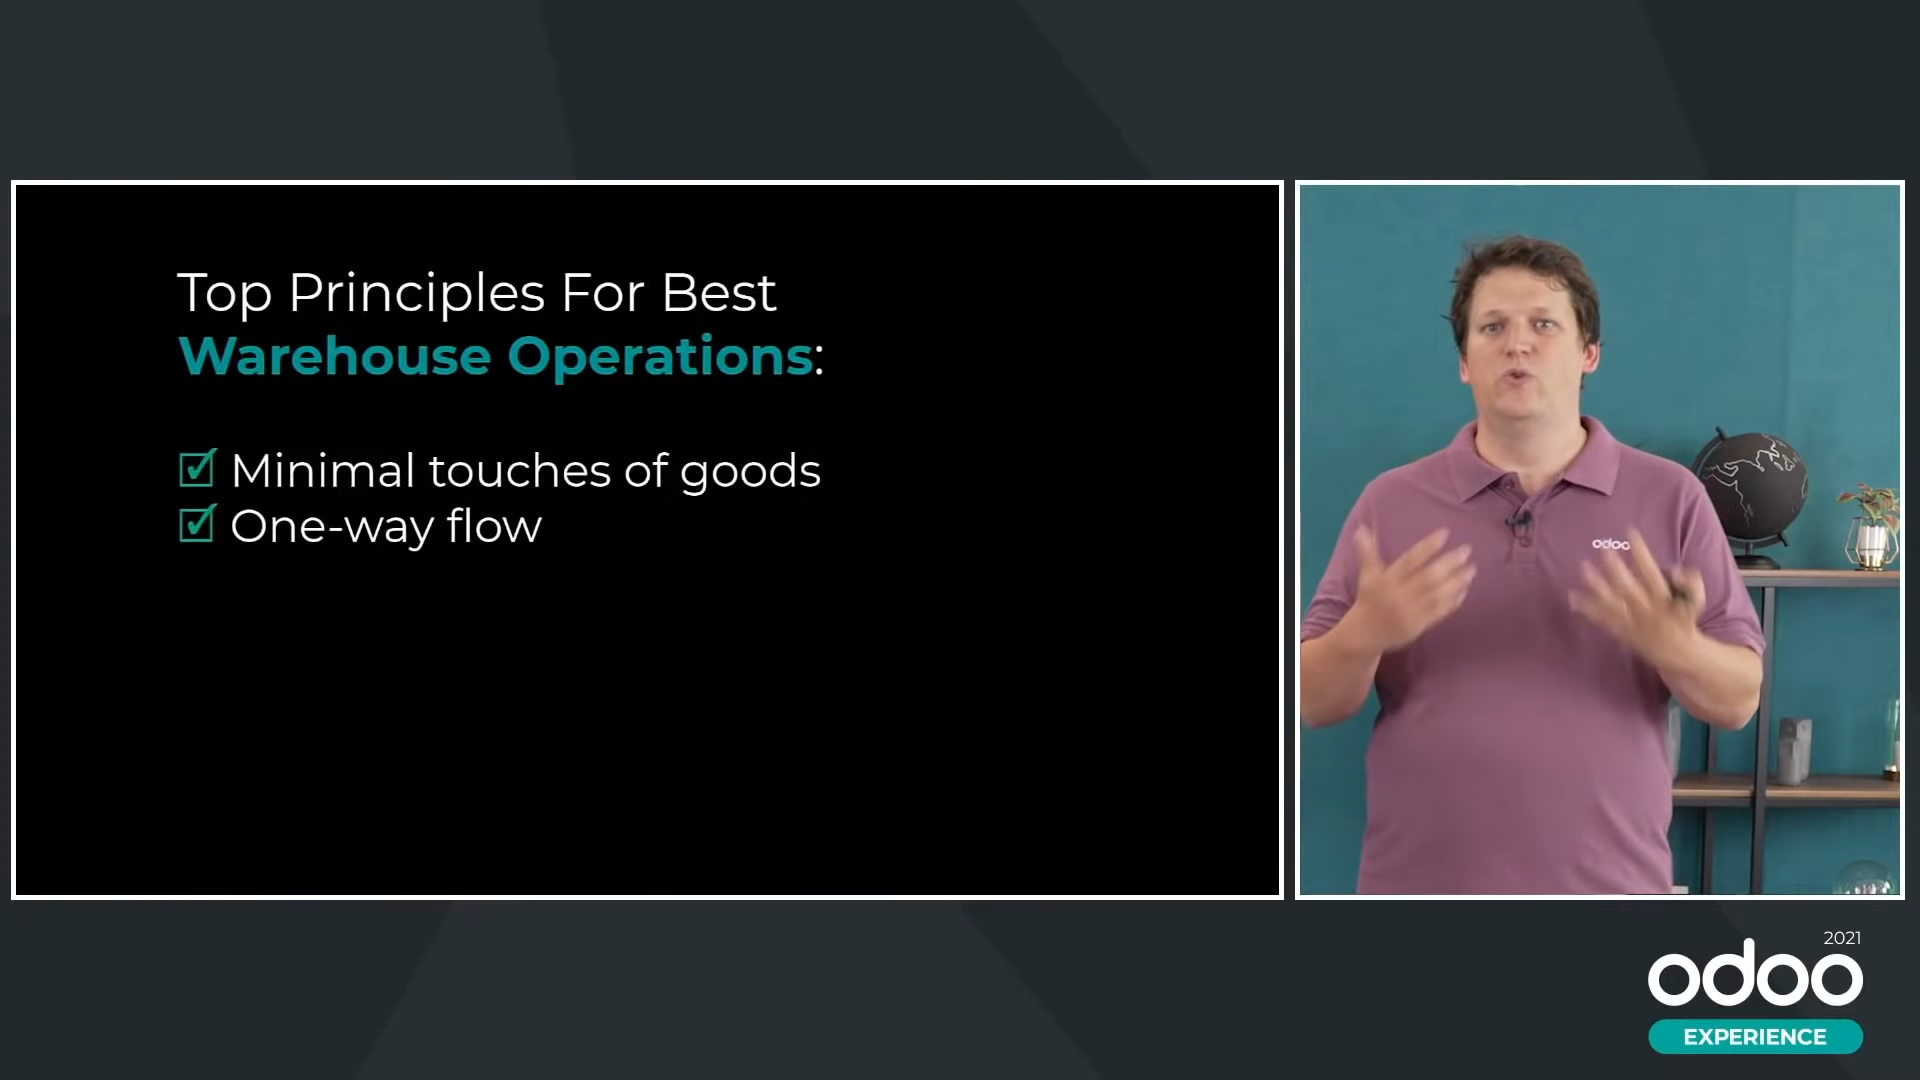 Top Principles For Best
Warehouse Operations:
Minimal touches of goods
One-way flow
odoo
2021
odoo
EXPERIENCE